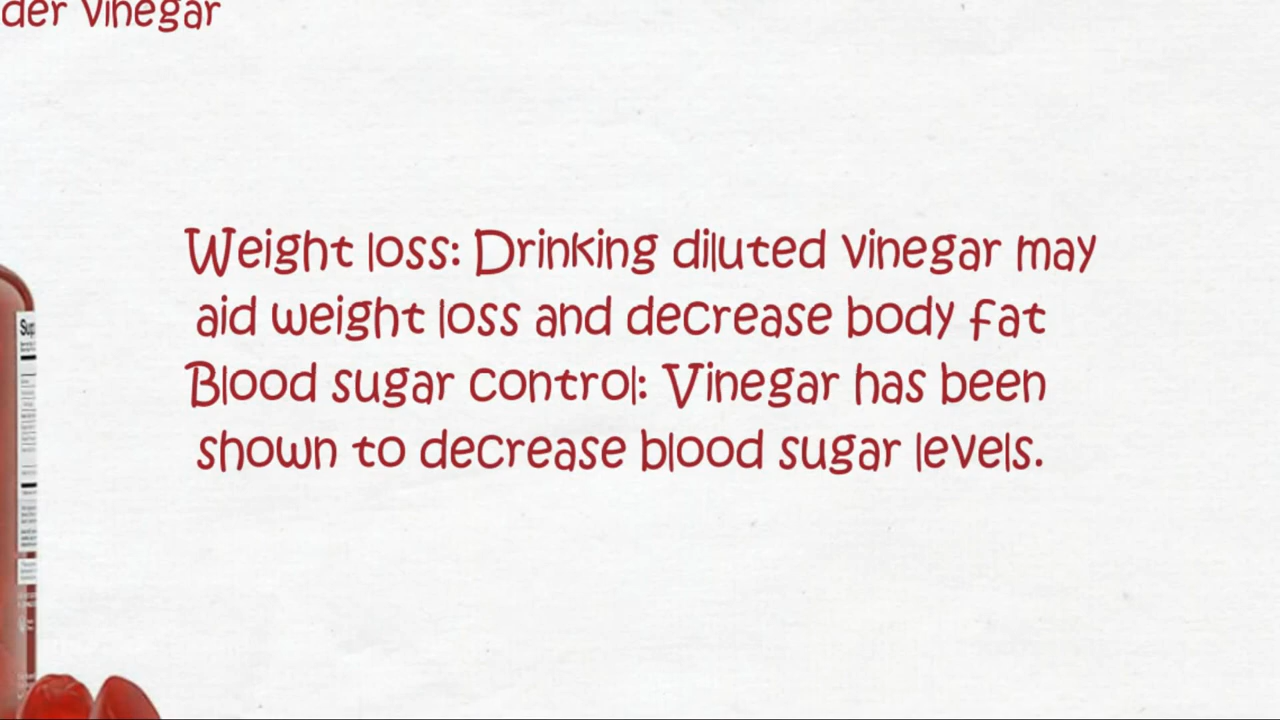 der vinegar
Weight loss: Drinking diluted vinegar may
aid weight loss and decrease body fat
Blood sugar control: Vinegar has been
shown to decrease blood sugar levels.